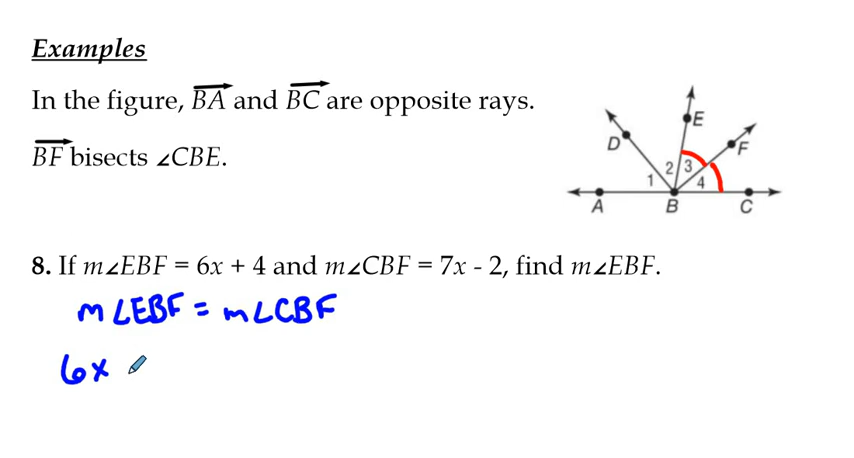 Examples
In the figure, BA and BC are opposite rays.
BF bisects ∠CBE.
D
E
F
2
3
1
4
A
B
C
8. If m∠EBF = 6x + 4 and m∠CBF = 7x - 2, find m∠EBF.
m∠EBF = m∠CBF
6x